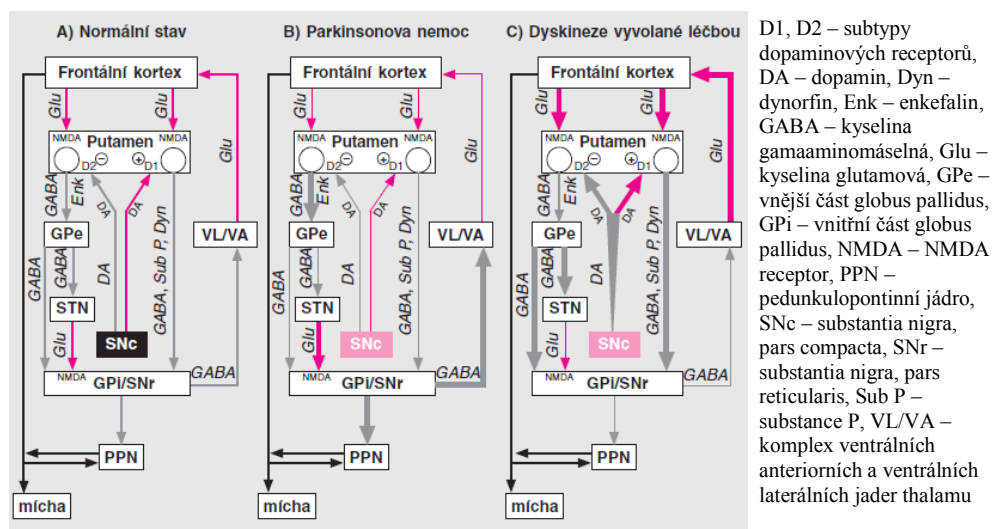 A) Normální stav
Frontální kortex
Glu
Glu
NMDA
Putamen
NMDA
D2
D1
Glu
GABA
Enk
DA
GPe
VL/VA
GABA
GABA
DA
GABA, Sub P, Dyn
STN
Glu
SNc
NMDA
GPi/SNr
GABA
PPN
mícha
B) Parkinsonova nemoc
Frontální kortex
Glu
Glu
NMDA
Putamen
NMDA
D2
D1
Glu
GABA
Enk
DA
DA
GPe
VL/VA
GABA
GABA
DA
GABA, Sub P, Dyn
STN
Glu
SNc
NMDA
GPi/SNr
GABA
PPN
mícha
C) Dyskineze vyvolané léčbou
Frontální kortex
Glu
Glu
NMDA
Putamen
NMDA
D2
D1
Glu
GABA
Enk
DA
DA
GPe
VL/VA
GABA
GABA
DA
GABA, Sub P, Dyn
STN
Glu
SNc
NMDA
GPi/SNr
GABA
PPN
mícha
D1, D2 – subtypy
dopaminových receptorů,
DA – dopamin, Dyn –
dynorfin, Enk – enkefalin,
GABA – kyselina
gamaaminomáselná, Glu –
kyselina glutamová, GPe –
vnější část globus pallidus,
GPi – vnitřní část globus
pallidus, NMDA – NMDA
receptor, PPN –
pedunkulopontinní jádro,
SNc – substantia nigra,
pars compacta, SNr –
substantia nigra, pars
reticularis, Sub P –
substance P, VL/VA –
komplex ventrálních
anteriorních a ventrálních
laterálních jader thalamu